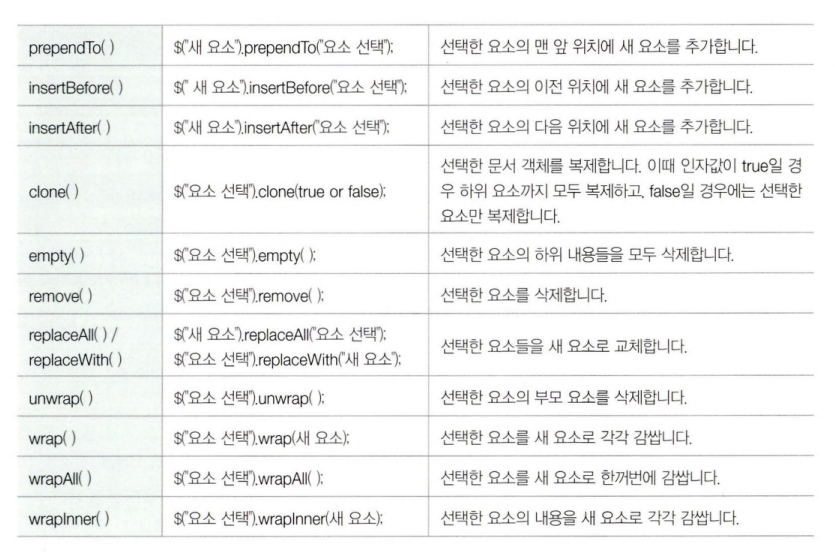 prependTo( ) $("새 요소").prependTo("요소 선택"); 선택한 요소의 맨 앞 위치에 새 요소를 추가합니다.
insertBefore( ) $(" 새 요소").insertBefore("요소 선택"); 선택한 요소의 이전 위치에 새 요소를 추가합니다.
insertAfter( ) $("새 요소").insertAfter("요소 선택"); 선택한 요소의 다음 위치에 새 요소를 추가합니다.
선택한 문서 객체를 복제합니다. 이때 인자값이 true일 경
clone( ) $("요소 선택").clone(true or false); 우 하위 요소까지 모두 복제하고, false일 경우에는 선택한
요소만 복제합니다.
empty( ) $("요소 선택").empty( ); 선택한 요소의 하위 내용들을 모두 삭제합니다.
remove( ) $("요소 선택").remove( ); 선택한 요소를 삭제합니다.
replaceAll( ) / $("새 요소").replaceAll("요소 선택");
replaceWith( ) $("요소 선택").replaceWith("새 요소"); 선택한 요소들을 새 요소로 교체합니다.
unwrap( ) $("요소 선택").unwrap( ); 선택한 요소의 부모 요소를 삭제합니다.
wrap( ) $("요소 선택").wrap(새 요소); 선택한 요소를 새 요소로 각각 감쌉니다.
wrapAll( ) $("요소 선택").wrapAll( ); 선택한 요소를 새 요소로 한꺼번에 감쌉니다.
wrapInner( ) $("요소 선택").wrapInner(새 요소); 선택한 요소의 내용을 새 요소로 각각 감쌉니다.